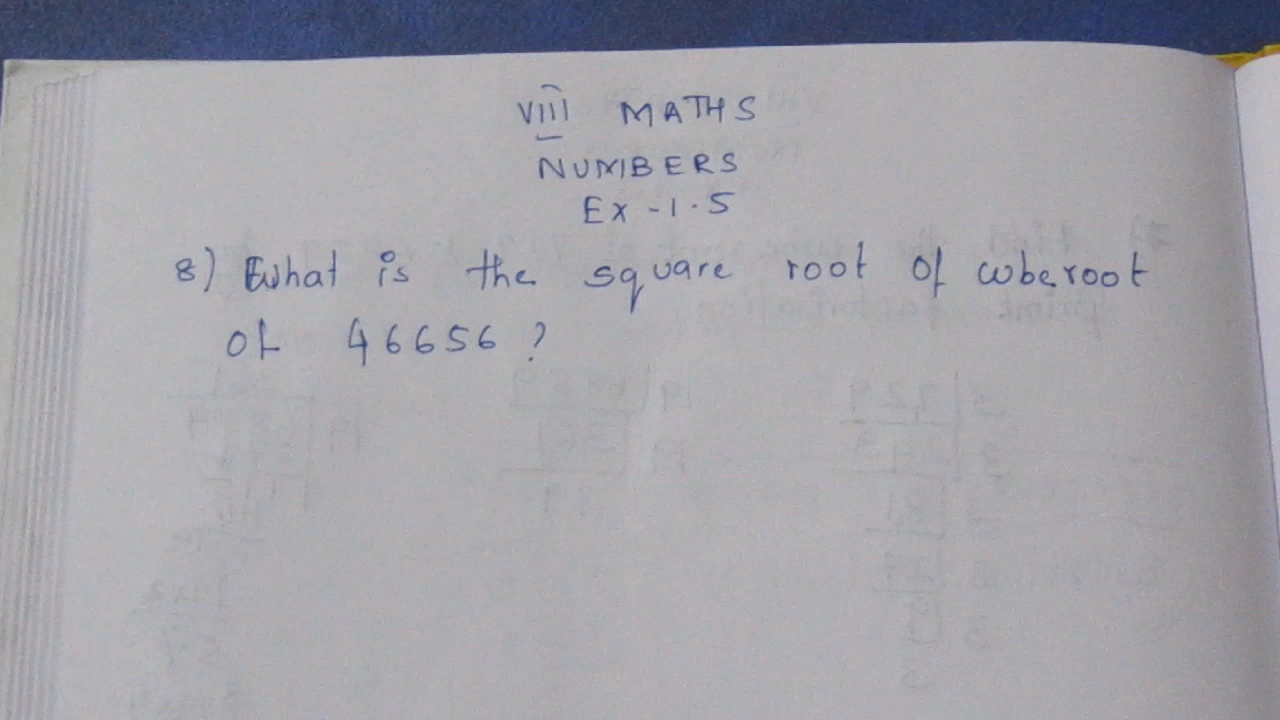 VIII MATHS
NUMBERS
Ex - 1.5
8) What is the square root of cuberoot
of 46656 ?